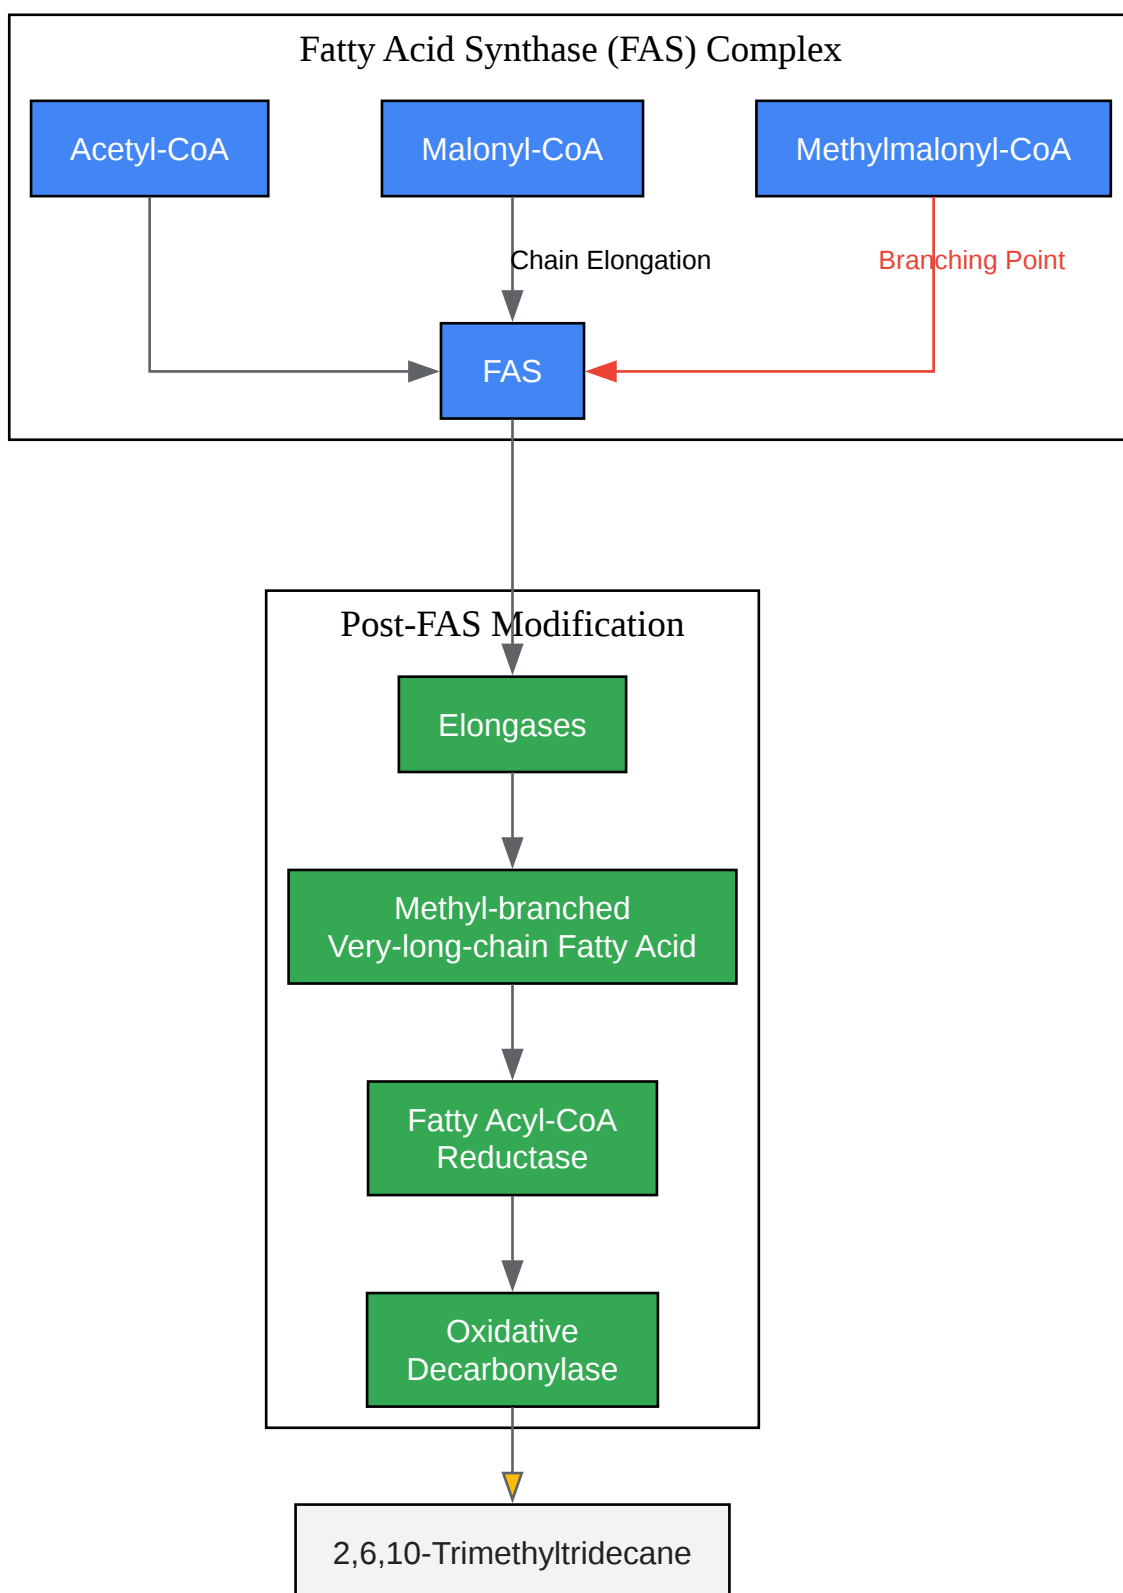 Fatty Acid Synthase (FAS) Complex
Acetyl-CoA
Malonyl-CoA
Methylmalonyl-CoA
Chain Elongation
Branching Point
FAS
Post-FAS Modification
Elongases
Methyl-branched
Very-long-chain Fatty Acid
Fatty Acyl-CoA
Reductase
Oxidative
Decarbonylase
2,6,10-Trimethyltridecane